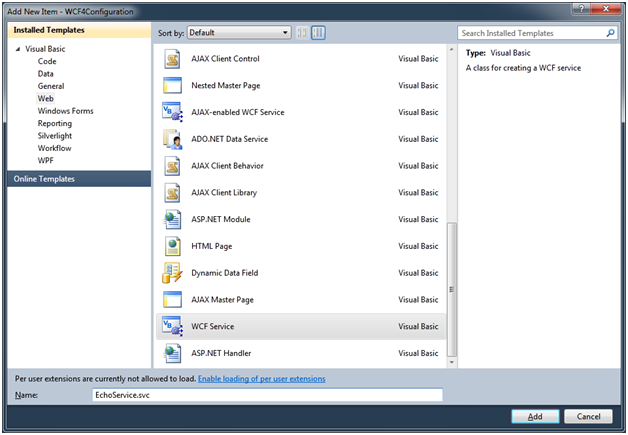 Add New Item - WCF4Configuration
Installed Templates
Visual Basic
Code
Data
General
Web
Windows Forms
Reporting
Silverlight
Workflow
WPF
Online Templates
Sort by: Default
AJAX Client Control Visual Basic
Nested Master Page Visual Basic
AJAX-enabled WCF Service Visual Basic
ADO.NET Data Service Visual Basic
AJAX Client Behavior Visual Basic
AJAX Client Library Visual Basic
ASP.NET Module Visual Basic
HTML Page Visual Basic
Dynamic Data Field Visual Basic
AJAX Master Page Visual Basic
WCF Service Visual Basic
ASP.NET Handler Visual Basic
Search Installed Templates
Type: Visual Basic
A class for creating a WCF service
Per user extensions are currently not allowed to load. Enable loading of per user extensions
Name: EchoService.svc
Add Cancel